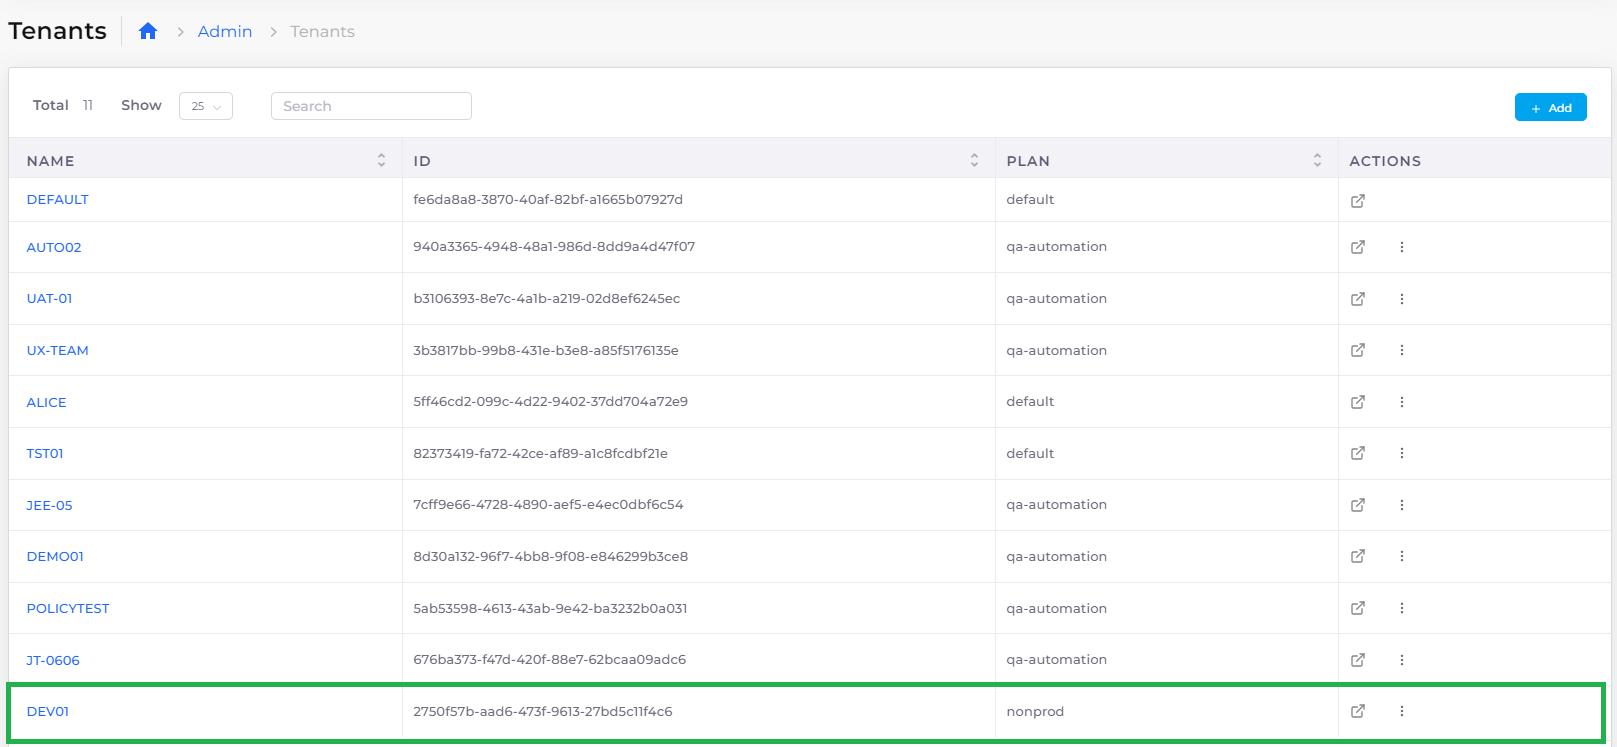 Tenants Admin Tenants
Total 11 Show 25 Search + Add
NAME ID PLAN ACTIONS
DEFAULT fe6da8a8-3870-40af-82bf-a1665b07927d default
AUTO02 940a3365-4948-48a1-986d-8dd9a4d47f07 qa-automation
UAT-01 b3106393-8e7c-4a1b-a219-02d8ef6245ec qa-automation
UX-TEAM 3b3817bb-99b8-431e-b3e8-a85f5176135e qa-automation
ALICE 5ff46cd2-099c-4d22-9402-37dd704a72e9 default
TST01 82373419-fa72-42ce-af89-a1c8fcdbf21e default
JEE-05 7cff9e66-4728-4890-aef5-e4ec0dbf6c54 qa-automation
DEMO01 8d30a132-96f7-4bb8-9f08-e846299b3ce8 qa-automation
POLICYTEST 5ab53598-4613-43ab-9e42-ba3232b0a031 qa-automation
JT-0606 676ba373-f47d-420f-88e7-62bcaa09adc6 qa-automation
DEV01 2750f57b-aad6-473f-9613-27bd5c11f4c6 nonprod